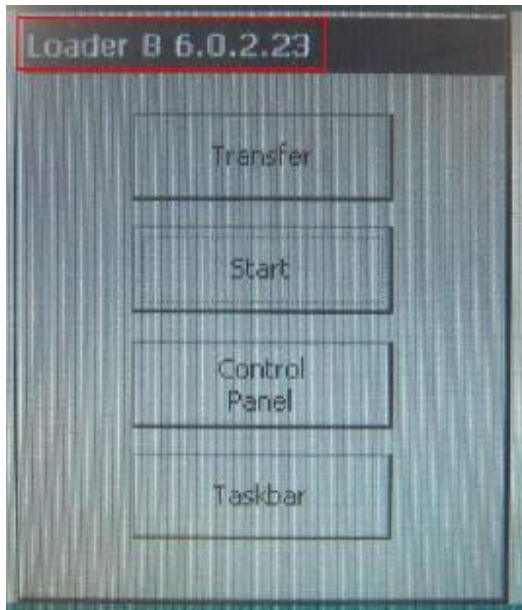 Loader B 6.0.2.23
Transfer
Start
Control
Panel
Taskbar